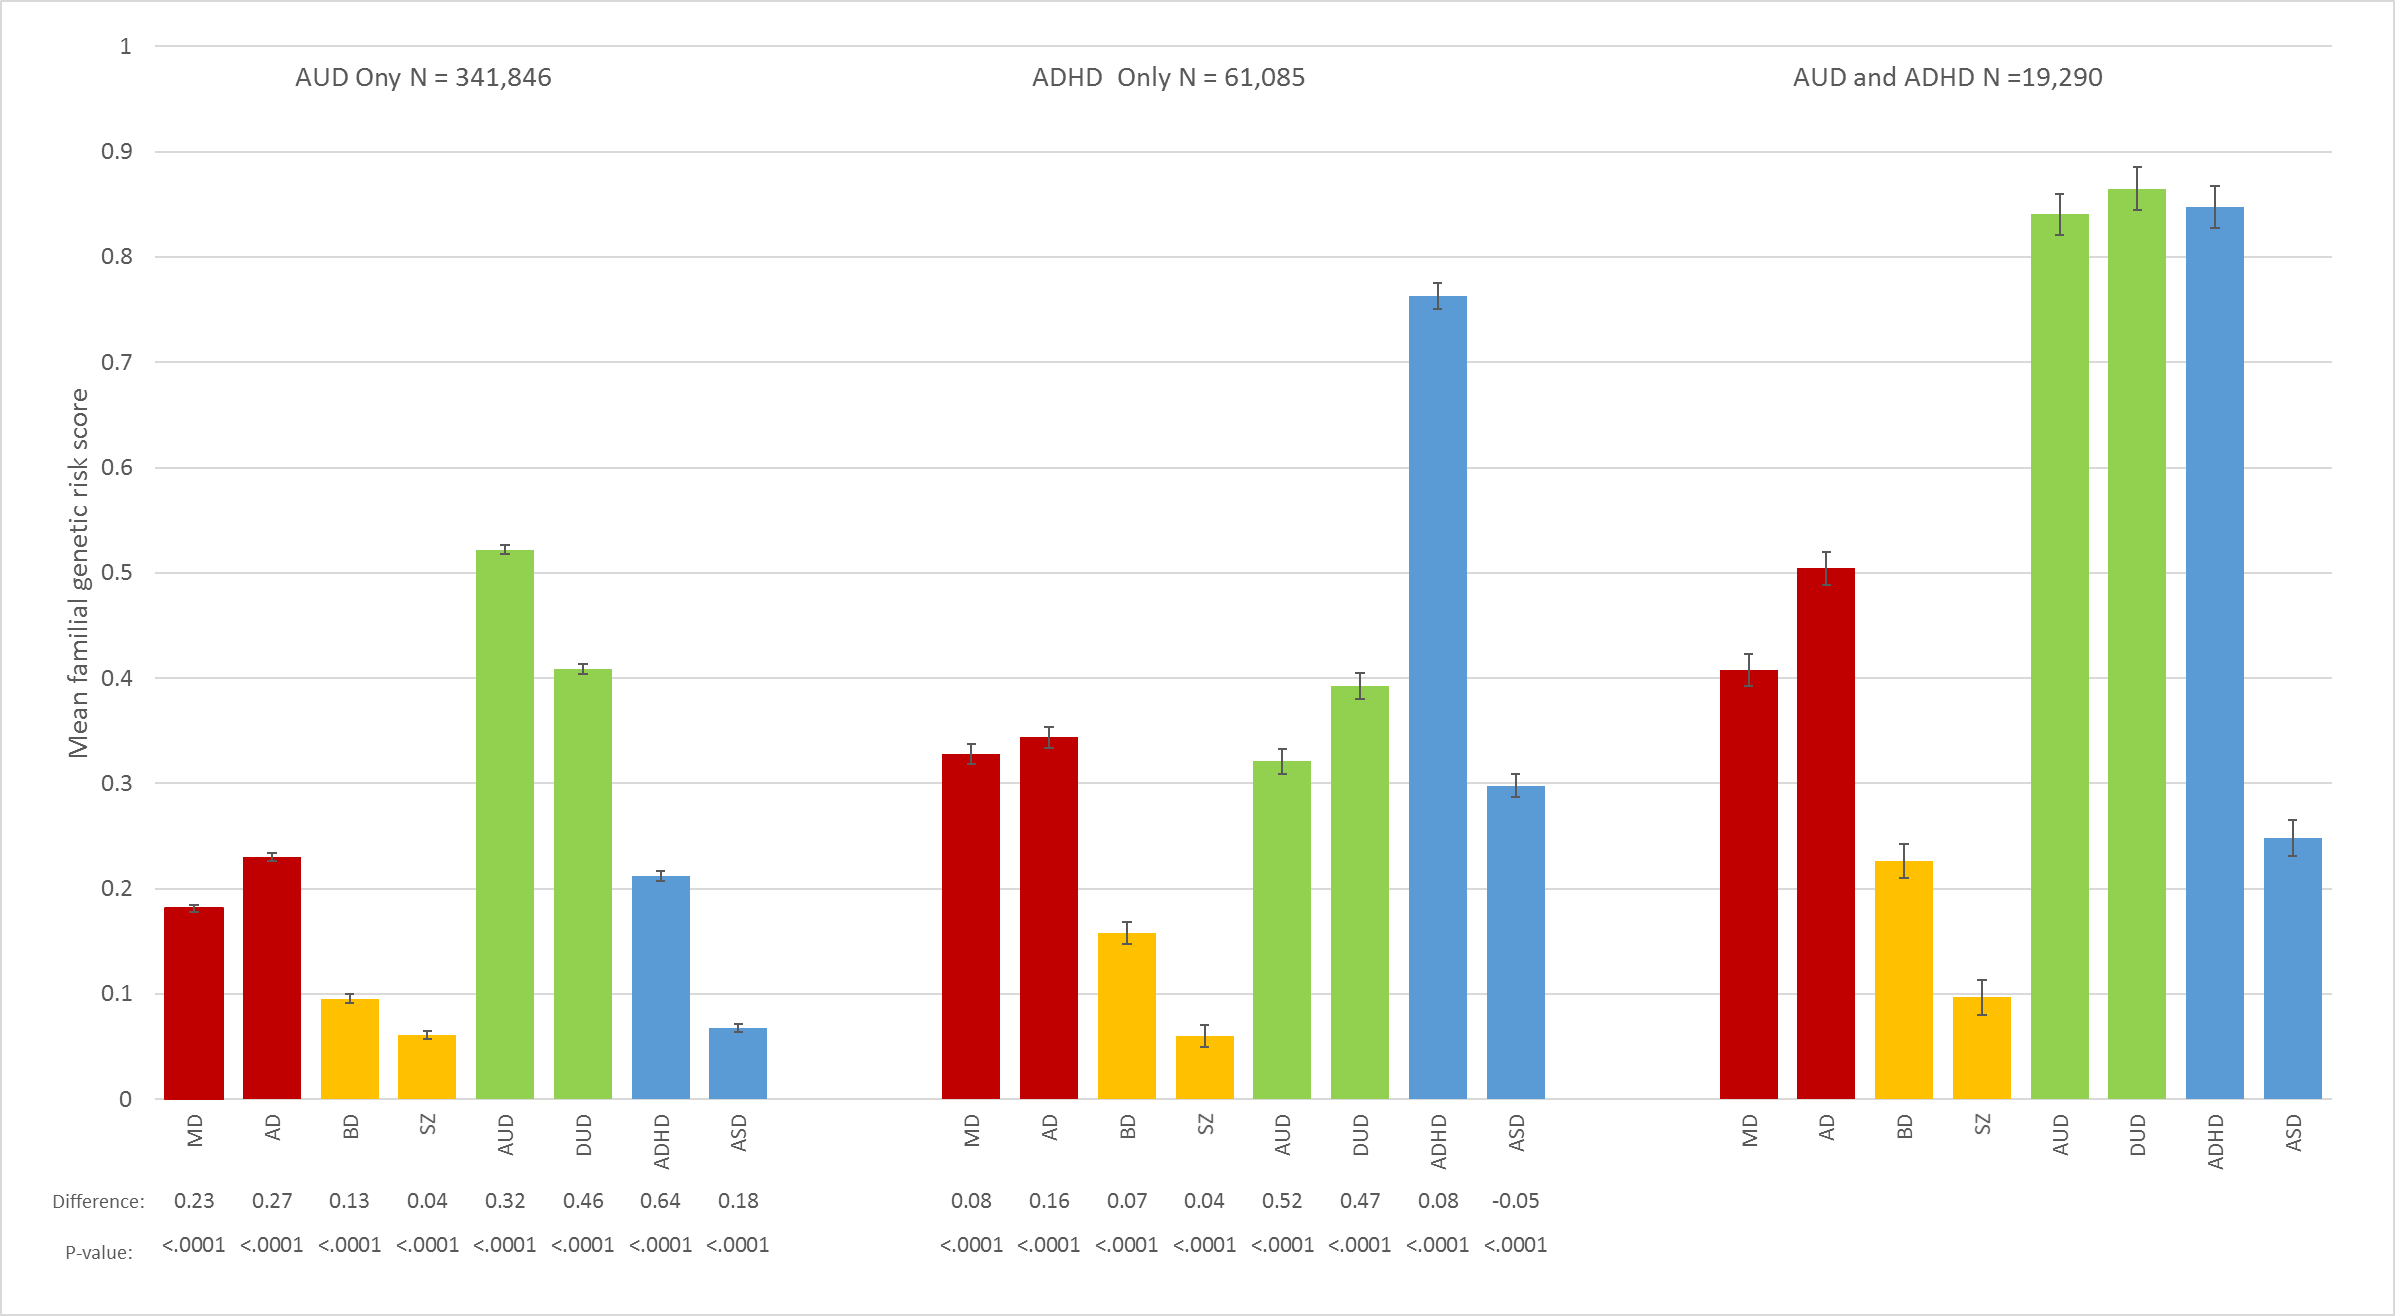 1
AUD Ony N = 341,846
ADHD Only N = 61,085
AUD and ADHD N =19,290
0.9
0.8
0.7
0.6
0.5
0.4
0.3
0.2
0.1
0
Mean familial genetic risk score
MD AD BD SZ AUD DUD ADHD ASD
MD AD BD SZ AUD DUD ADHD ASD
MD AD BD SZ AUD DUD ADHD ASD
Difference: 0.23 0.27 0.13 0.04 0.32 0.46 0.64 0.18 0.08 0.16 0.07 0.04 0.52 0.47 0.08 -0.05
P-value: <.0001 <.0001 <.0001 <.0001 <.0001 <.0001 <.0001 <.0001 <.0001 <.0001 <.0001 <.0001 <.0001 <.0001 <.0001 <.0001